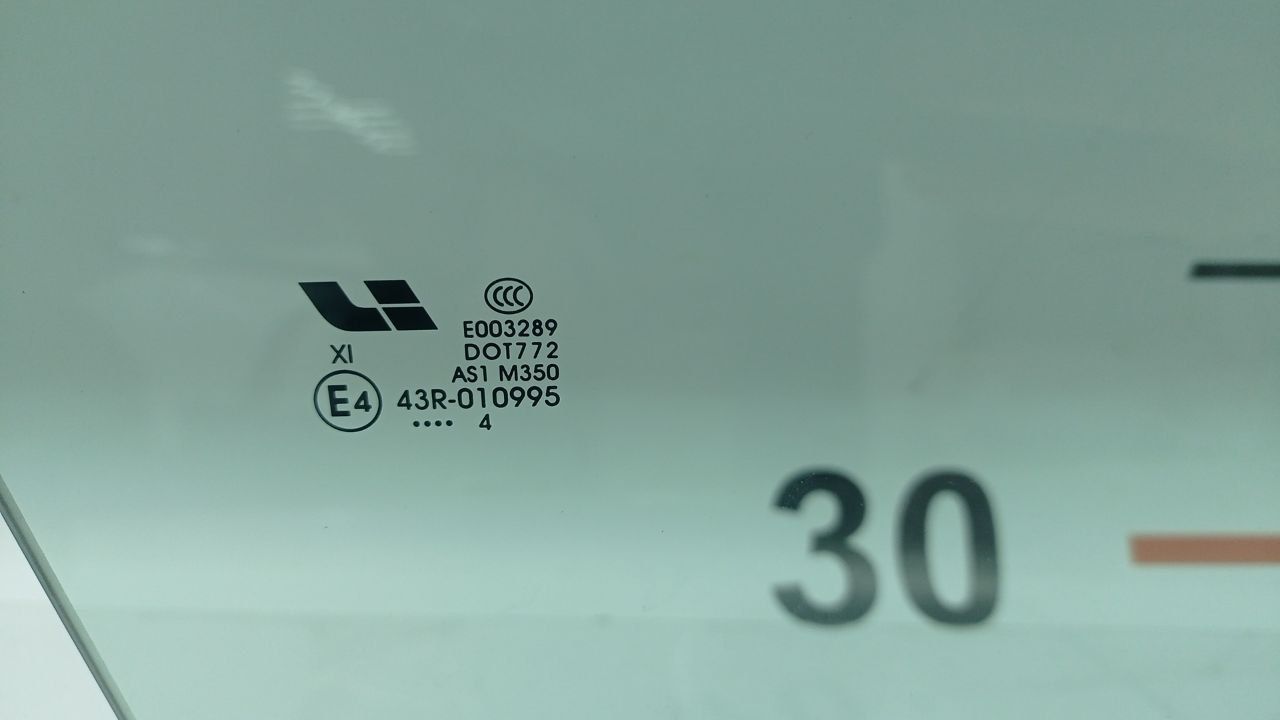 E003289
DOT772
XI
AS1 M350
E4 43R-010995
•••• 4
30